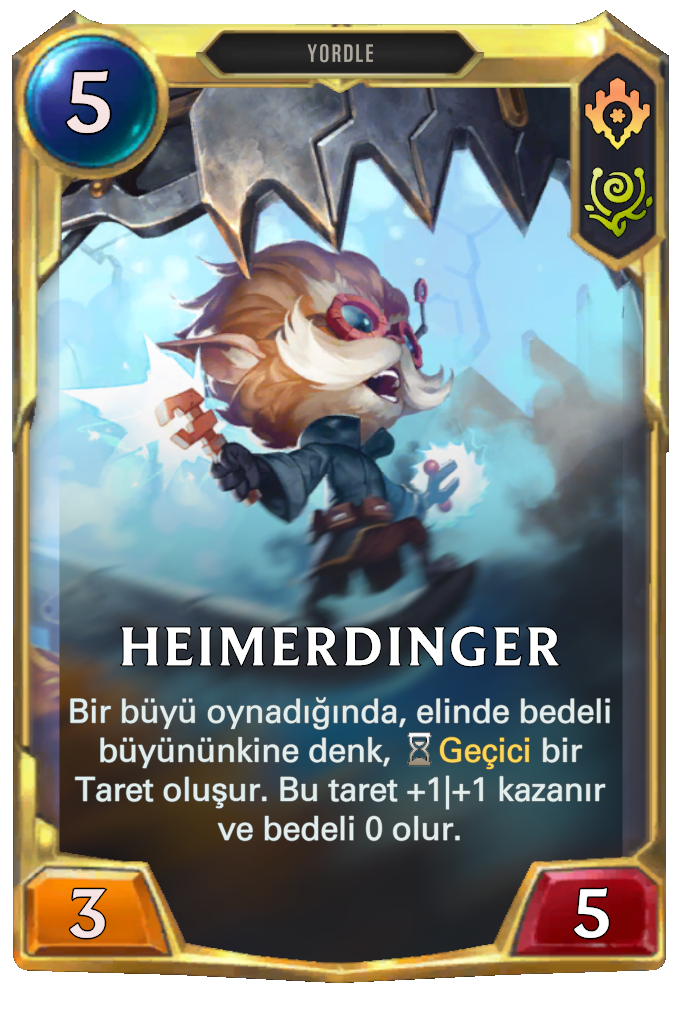 YORDLE
5
HEIMERDINGER
Bir büyü oynadığında, elinde bedeli
büyününkine denk, Geçici bir
Taret oluşur. Bu taret +1|+1 kazanır
ve bedeli 0 olur.
3
5